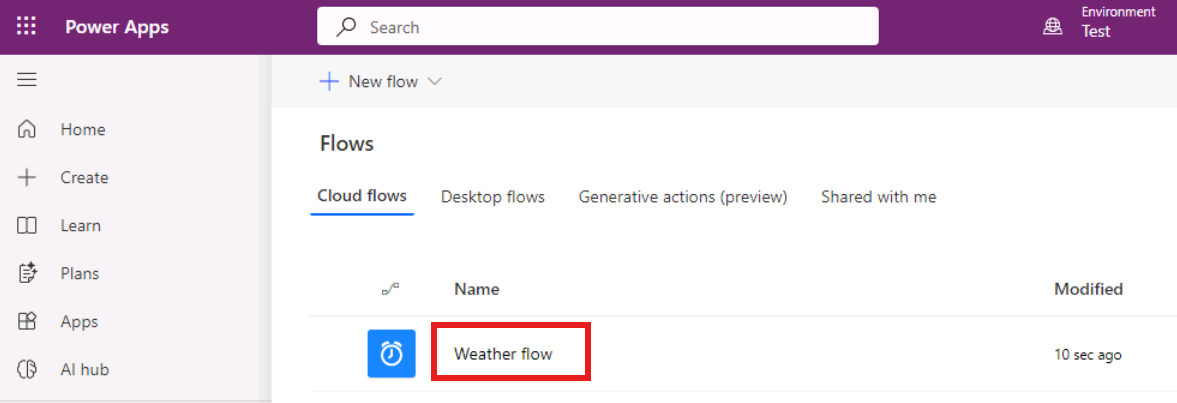 Power Apps
Search
Environment
Test
New flow
Home
Create
Learn
Plans
Apps
AI hub
Flows
Cloud flows Desktop flows Generative actions (preview) Shared with me
Name Modified
Weather flow 10 sec ago